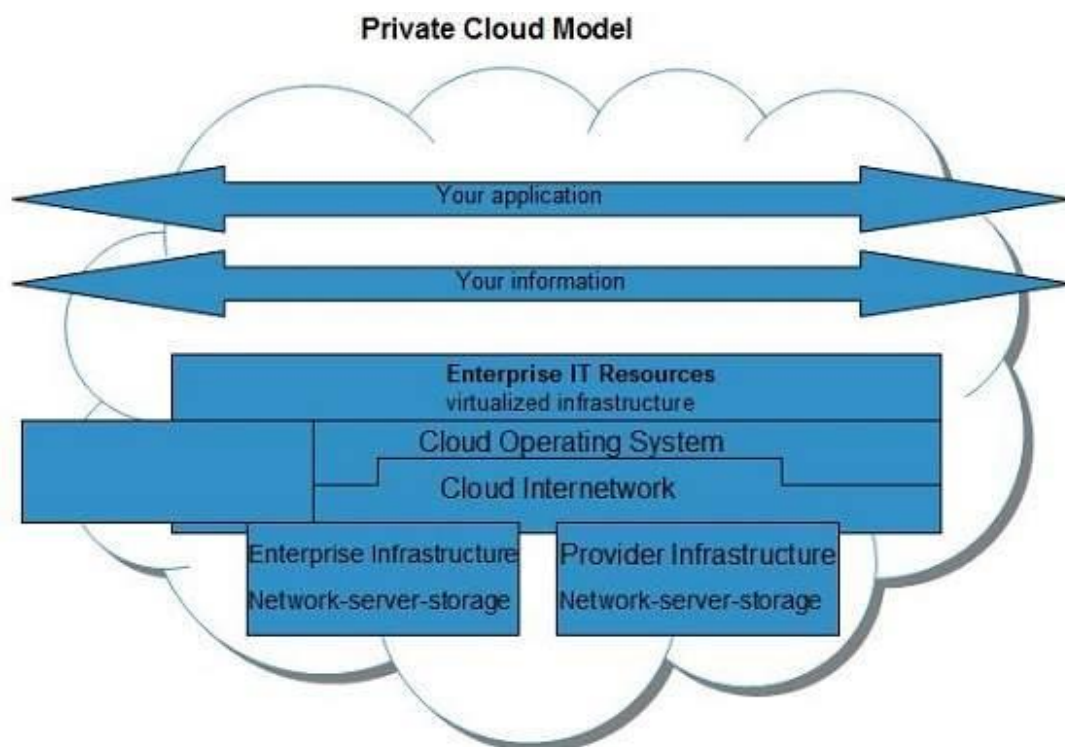 Private Cloud Model
Your application
Your information
Enterprise IT Resources
virtualized infrastructure
Cloud Operating System
Cloud Internetwork
Enterprise Infrastructure
Network-server-storage
Provider Infrastructure
Network-server-storage